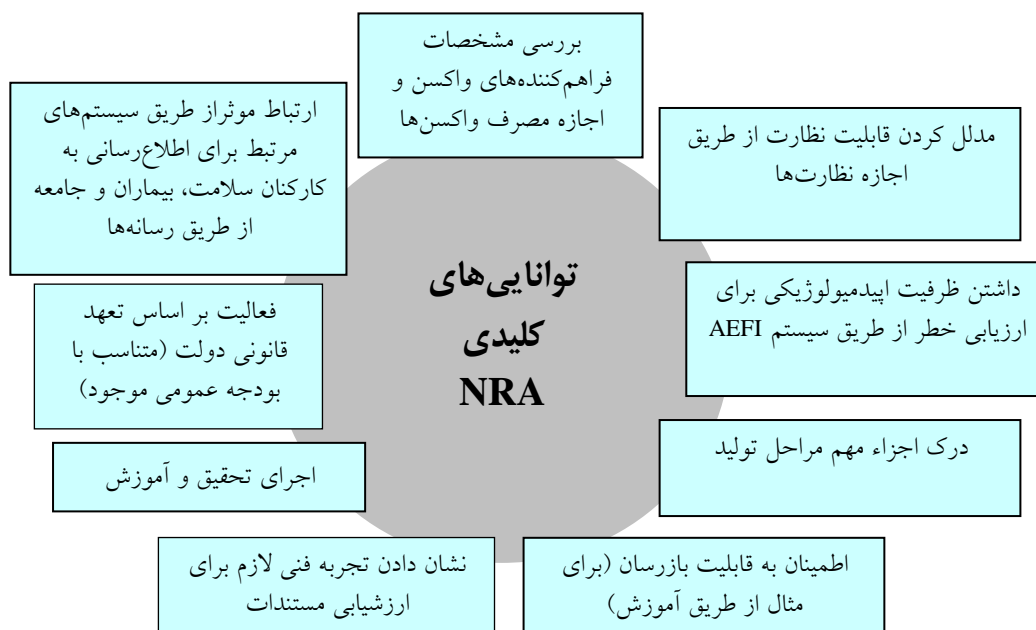 بررسی مشخصات
فراهم‌کننده‌های واکسن و
اجازه مصرف واکسن‌ها
مدلل کردن قابلیت نظارت از طریق
اجازه نظارت‌ها
داشتن ظرفیت اپیدمیولوژیکی برای
ارزیابی خطر از طریق سیستم AEFI
درک اجزاء مهم مراحل تولید
اطمینان به قابلیت بازرسان (برای
مثال از طریق آموزش)
نشان دادن تجربه فنی لازم برای
ارزشیابی مستندات
اجرای تحقیق و آموزش
فعالیت بر اساس تعهد
قانونی دولت (متناسب با
بودجه عمومی موجود)
ارتباط موثراز طریق سیستم‌های
مرتبط برای اطلاع‌رسانی به
کارکنان سلامت، بیماران و جامعه
از طریق رسانه‌ها
توانایی‌های
کلیدی
NRA